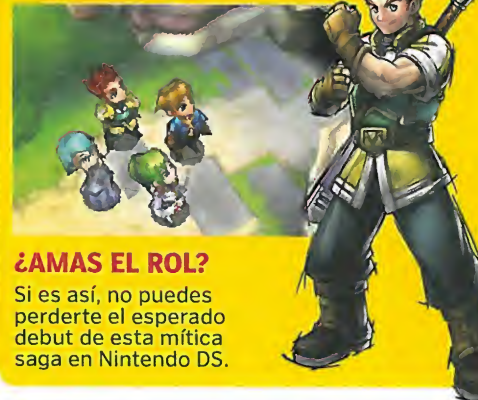 ¿AMAS EL ROL?
Si es así, no puedes
perderte el esperado
debut de esta mítica
saga en Nintendo DS.